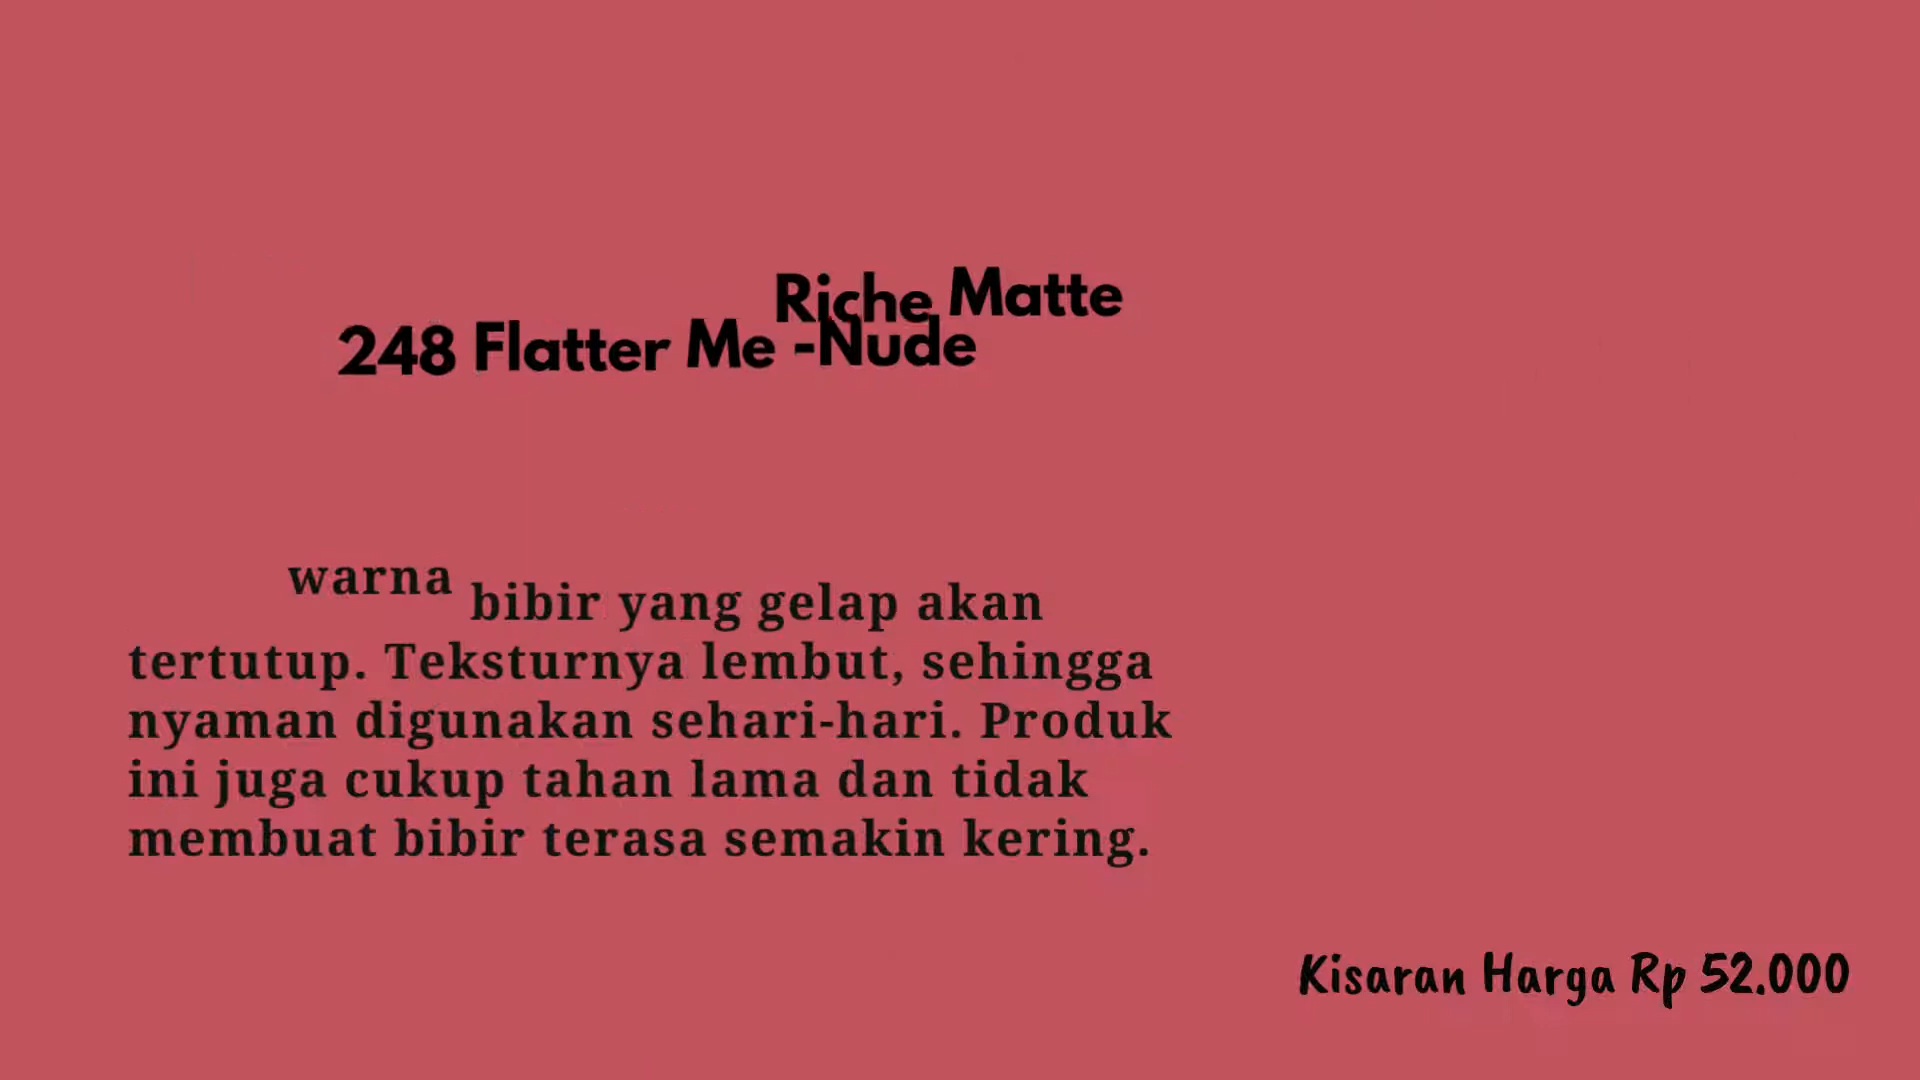 Riche Matte
248 Flatter Me -Nude
warna bibir yang gelap akan
tertutup. Teksturnya lembut, sehingga
nyaman digunakan sehari-hari. Produk
ini juga cukup tahan lama dan tidak
membuat bibir terasa semakin kering.
Kisaran Harga Rp 52.000